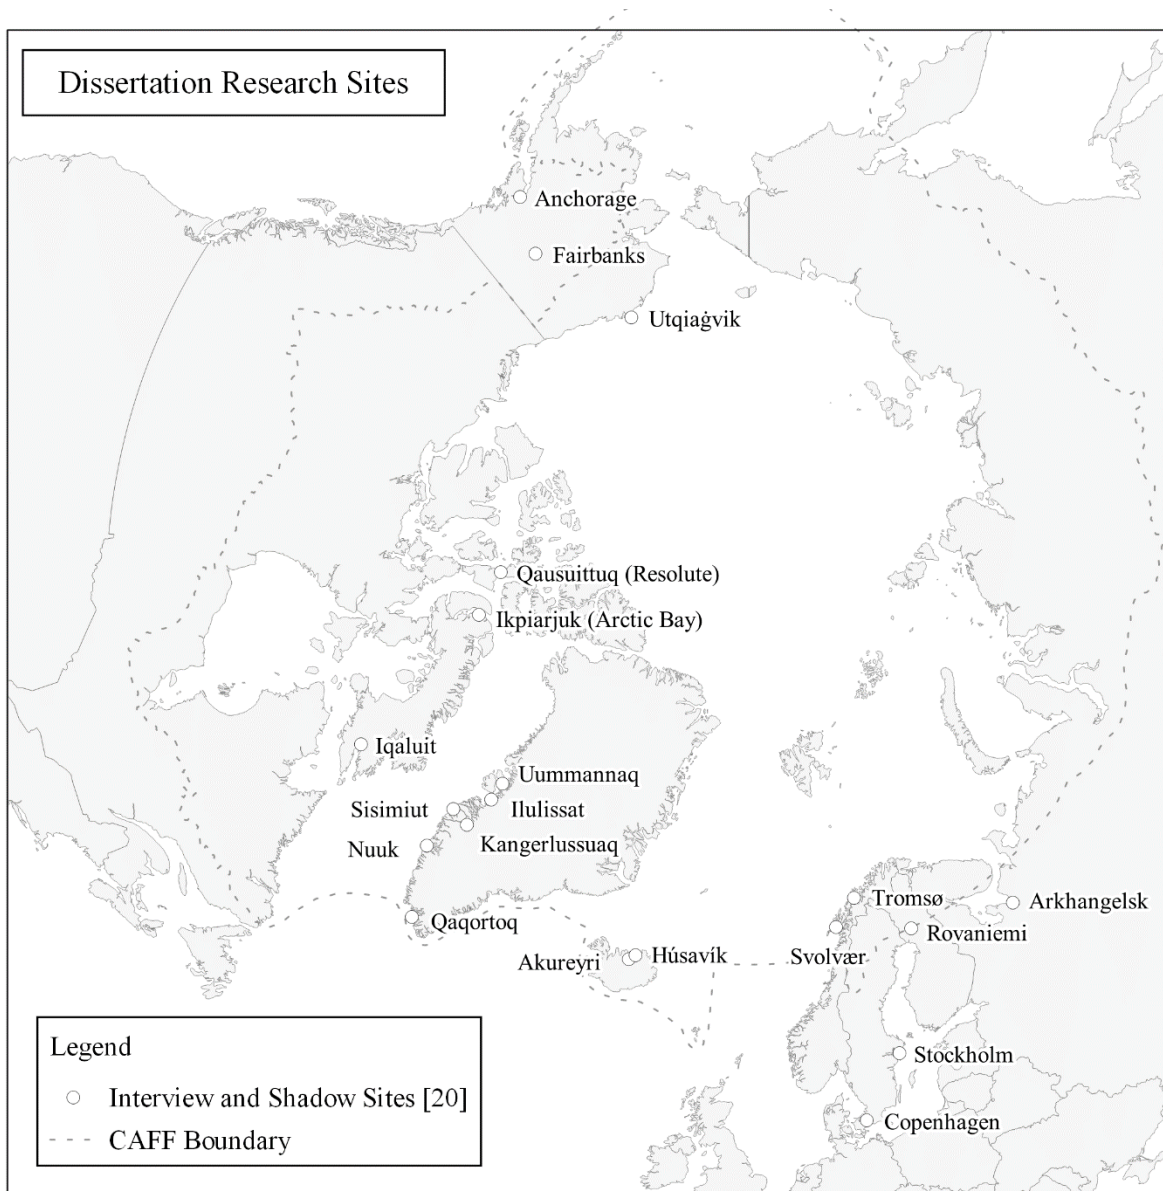 Dissertation Research Sites
Anchorage
Fairbanks
Utqiaġvik
Qausuittuq (Resolute)
Ikpiarjuk (Arctic Bay)
Iqaluit
Uummannaq
Sisimiut
Ilulissat
Nuuk
Kangerlussuaq
Qaqortoq
Tromsø
Arkhangelsk
Rovaniemi
Svolvær
Akureyri
Húsavík
Stockholm
Copenhagen
Legend
Interview and Shadow Sites [20]
CAFF Boundary